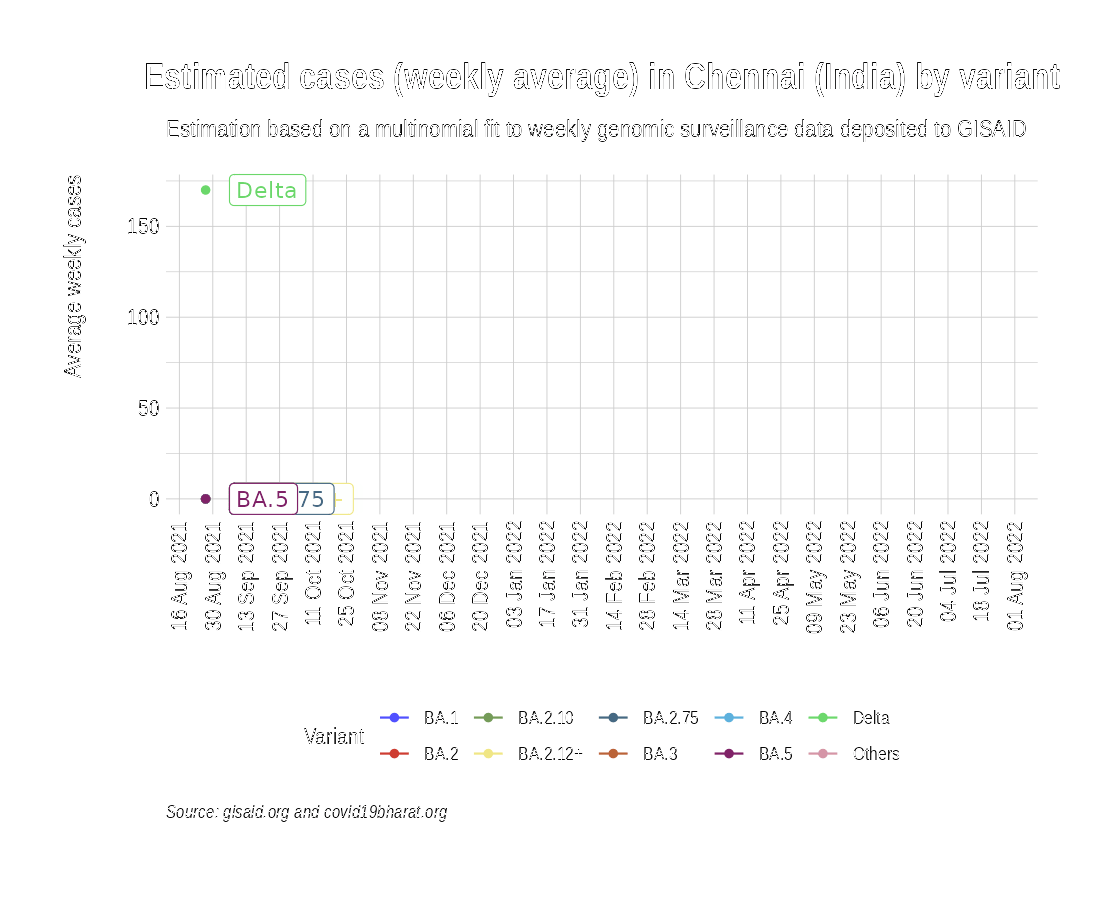 Estimated cases (weekly average) in Chennai (India) by variant
Estimation based on a multinomial fit to weekly genomic surveillance data deposited to GISAID
Average weekly cases
150
100
50
0
Delta
BA.5
75
16 Aug 2021
30 Aug 2021
13 Sep 2021
27 Sep 2021
11 Oct 2021
25 Oct 2021
08 Nov 2021
22 Nov 2021
06 Dec 2021
20 Dec 2021
03 Jan 2022
17 Jan 2022
31 Jan 2022
14 Feb 2022
28 Feb 2022
14 Mar 2022
28 Mar 2022
11 Apr 2022
25 Apr 2022
09 May 2022
23 May 2022
06 Jun 2022
20 Jun 2022
04 Jul 2022
18 Jul 2022
01 Aug 2022
Variant
BA.1
BA.2.10
BA.2.75
BA.4
Delta
BA.2
BA.2.12+
BA.3
BA.5
Others
Source: gisaid.org and covid19bharat.org